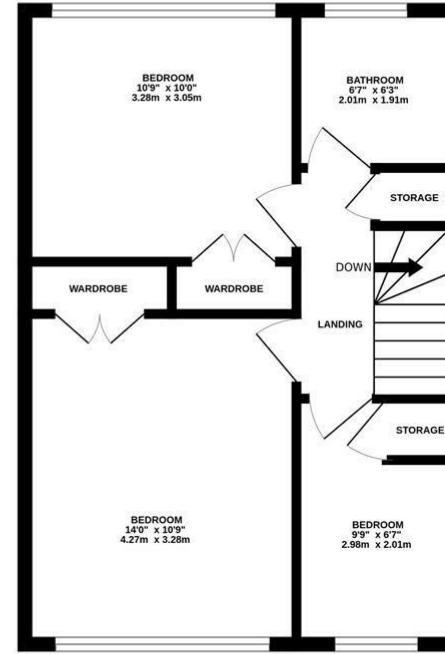 BEDROOM
10'9" x 10'0"
3.28m x 3.05m
BATHROOM
6'7" x 6'3"
2.01m x 1.91m
STORAGE
DOWN
WARDROBE
WARDROBE
LANDING
STORAGE
BEDROOM
14'0" x 10'9"
4.27m x 3.28m
BEDROOM
9'9" x 6'7"
2.98m x 2.01m